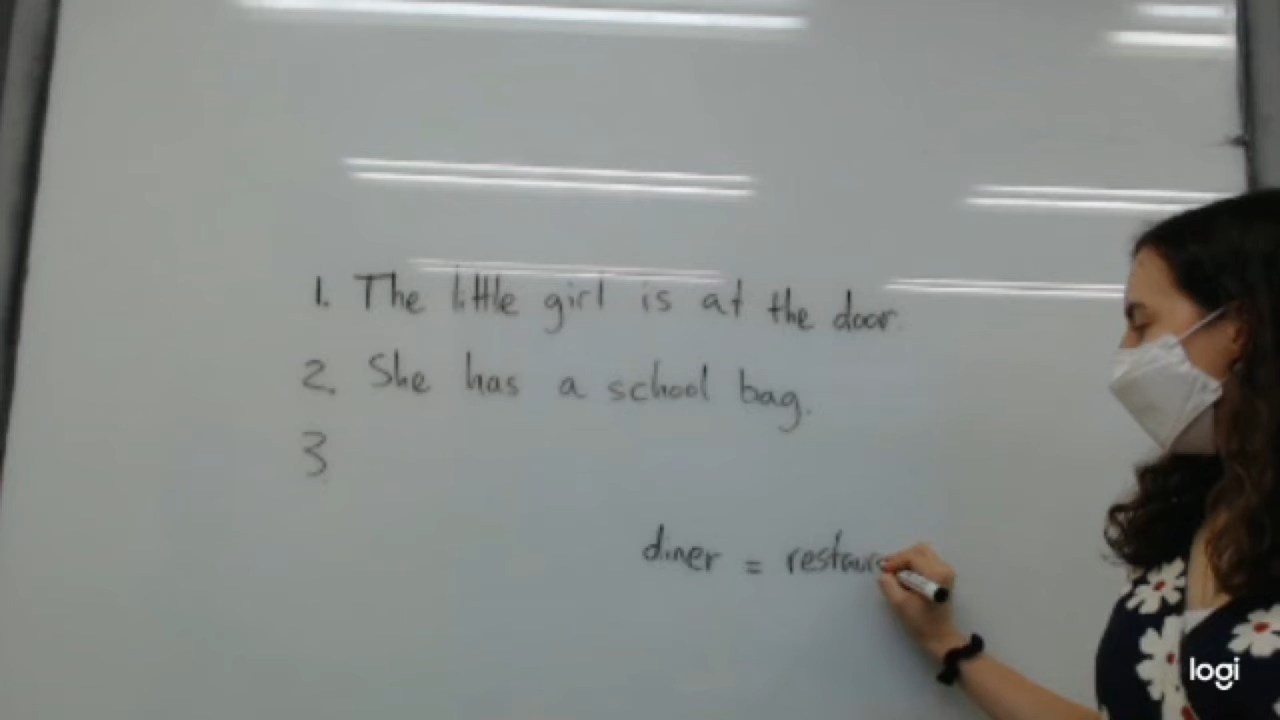 1. The little girl is at the door.
2. She has a school bag.
3.
diner = restaur
logi